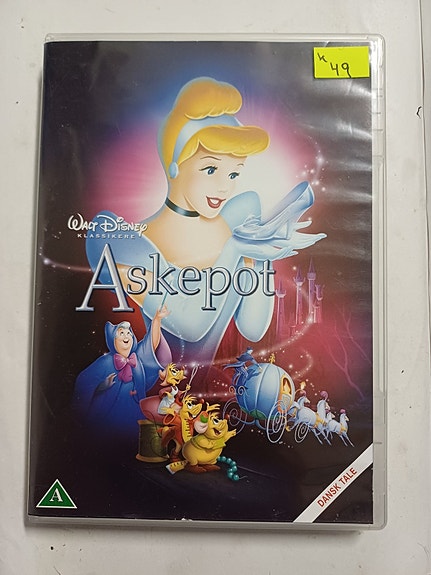 k 49
WALT DISNEY
KLASSIKERE
Askepot
A
DANSK TALE